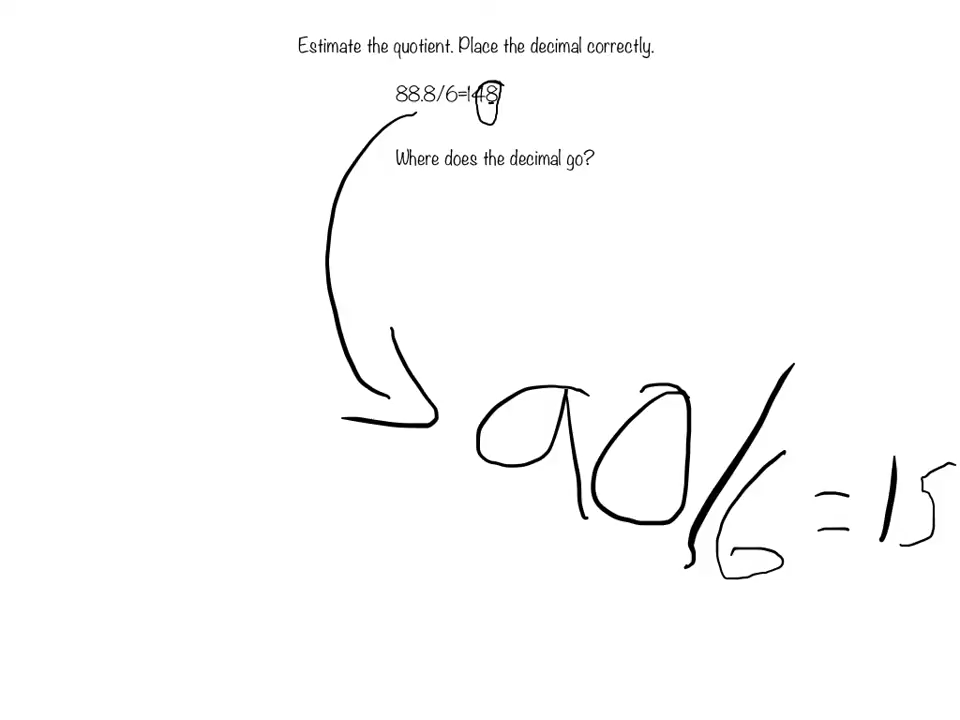 Estimate the quotient. Place the decimal correctly.
88.8/6=148
Where does the decimal go?
90/6=15